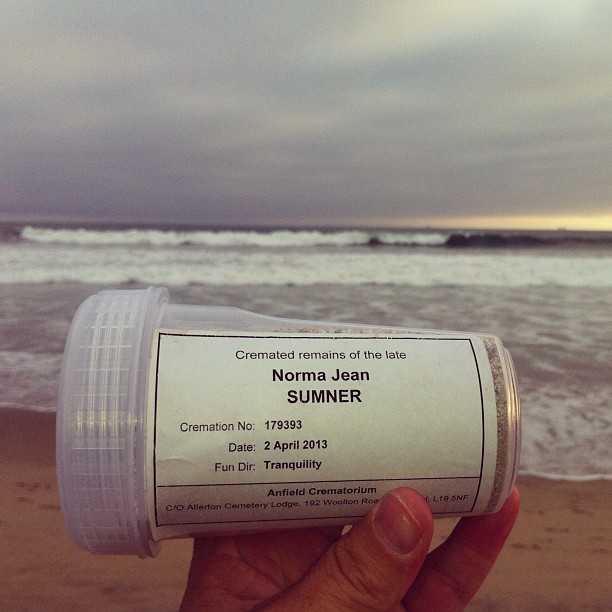 Cremated remains of the late
Norma Jean
SUMNER
Cremation No: 179393
Date: 2 April 2013
Fun Dir: Tranquility
Anfield Crematorium
C/O Allerton Cemetery Lodge, 192 Woolton L19 5NF